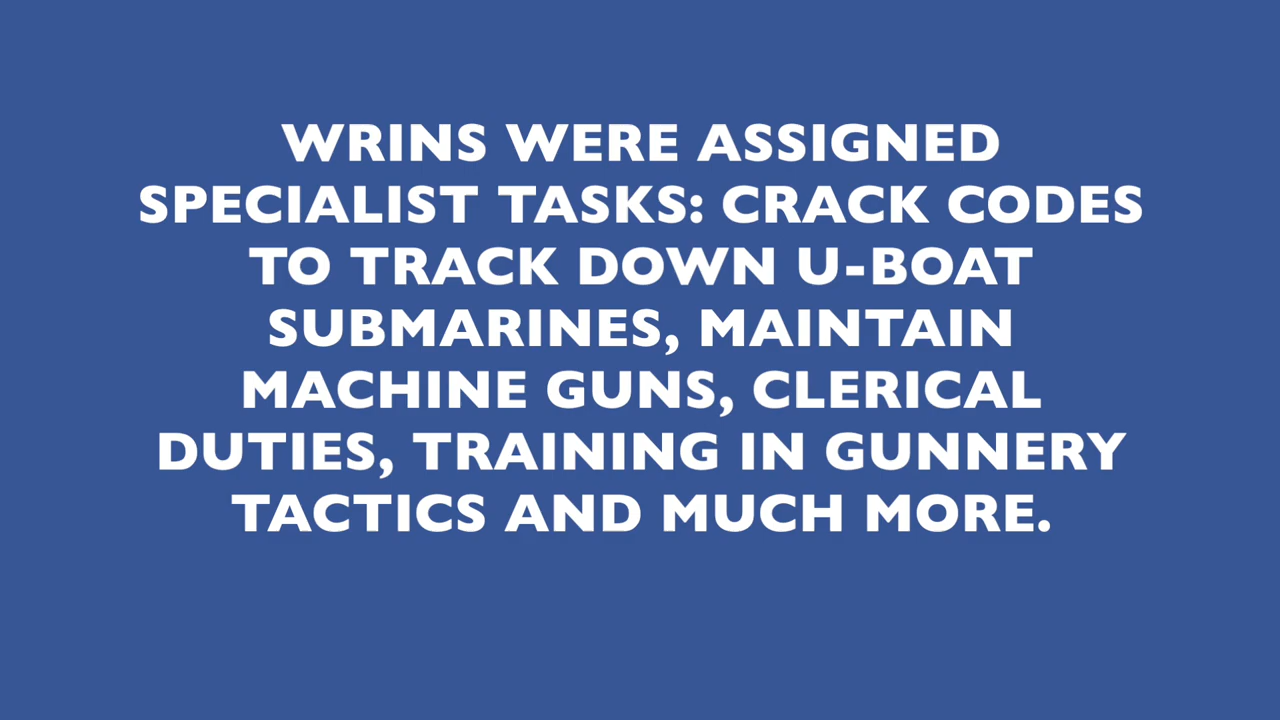 WRINS WERE ASSIGNED
SPECIALIST TASKS: CRACK CODES
TO TRACK DOWN U-BOAT
SUBMARINES, MAINTAIN
MACHINE GUNS, CLERICAL
DUTIES, TRAINING IN GUNNERY
TACTICS AND MUCH MORE.